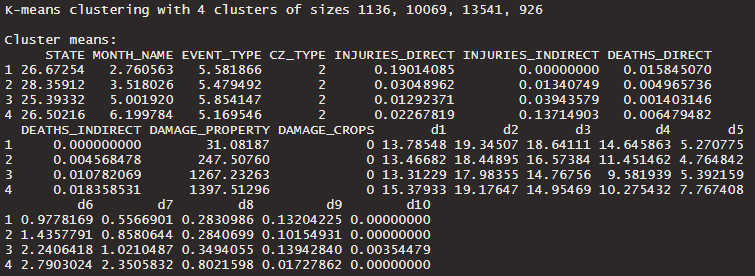 K-means clustering with 4 clusters of sizes 1136, 10069, 13541, 926

Cluster means:
     STATE MONTH_NAME EVENT_TYPE CZ_TYPE INJURIES_DIRECT INJURIES_INDIRECT DEATHS_DIRECT
1 26.67254   2.760563   5.581866       2      0.19014085        0.00000000   0.015845070
2 28.35912   3.518026   5.479492       2      0.03048962        0.01340749   0.004965736
3 25.39332   5.001920   5.854147       2      0.01292371        0.03943579   0.001403146
4 26.50216   6.199784   5.169546       2      0.02267819        0.13714903   0.006479482
  DEATHS_INDIRECT DAMAGE_PROPERTY DAMAGE_CROPS       d1       d2       d3        d4       d5
1     0.000000000        31.08187            0 13.78548 19.34507 18.64111 14.645863 5.270775
2     0.004568478       247.50760            0 13.46682 18.44895 16.57384 11.451462 4.764842
3     0.010782069      1267.23263            0 13.31229 17.98355 14.76756  9.581939 5.392159
4     0.018358531      1397.51296            0 15.37933 19.17647 14.95469 10.275432 7.767408
         d6        d7        d8         d9        d10
1 0.9778169 0.5566901 0.2830986 0.13204225 0.00000000
2 1.4357791 0.8580644 0.2840699 0.10154931 0.00000000
3 2.2406418 1.0210487 0.3494055 0.13942840 0.00354479
4 2.7903024 2.3505832 0.8021598 0.01727862 0.00000000